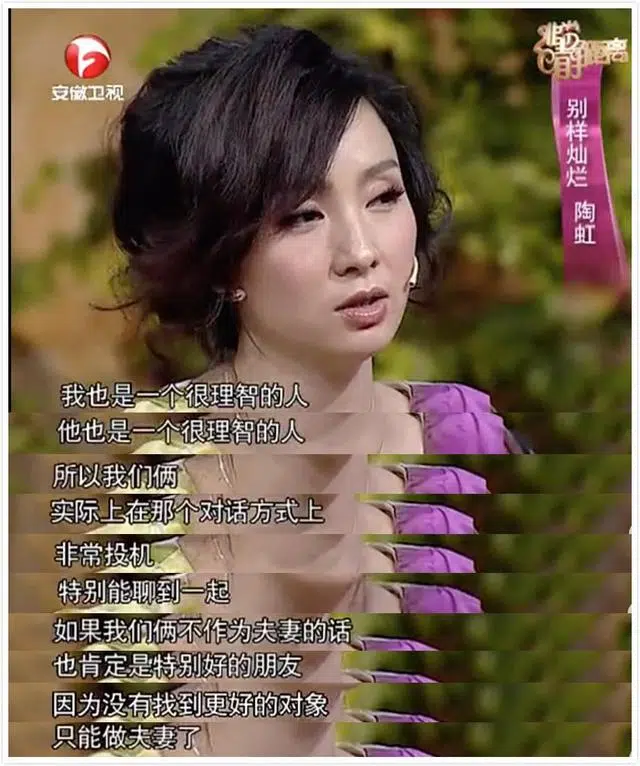 安徽卫视
非常静距离
别样灿烂 陶虹
我也是一个很理智的人
他也是一个很理智的人
所以我们俩
实际上在那个对话方式上
非常投机
特别能聊到一起
如果我们俩不作为夫妻的话
也肯定是特别好的朋友
因为没有找到更好的对象
只能做夫妻了